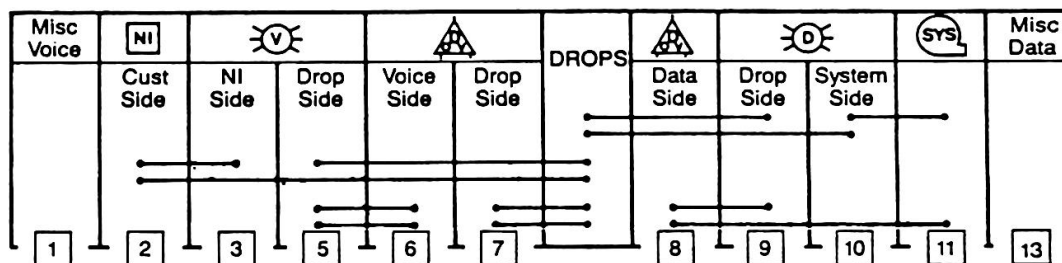 Misc
Voice
NI
V
D
O V
DROPS
D
O V
D
SYS
Misc
Data
Cust
Side
NI
Side
Drop
Side
Voice
Side
Drop
Side
Data
Side
Drop
Side
System
Side
1
2
3
5
6
7
8
9
10
11
13